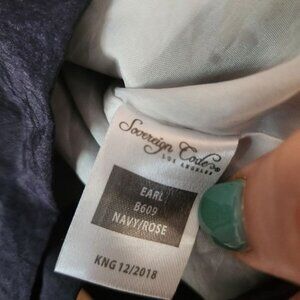 Sovereign Code
LOS ANGELES
EARL
B609
NAVY/ROSE
KNG 12/2018